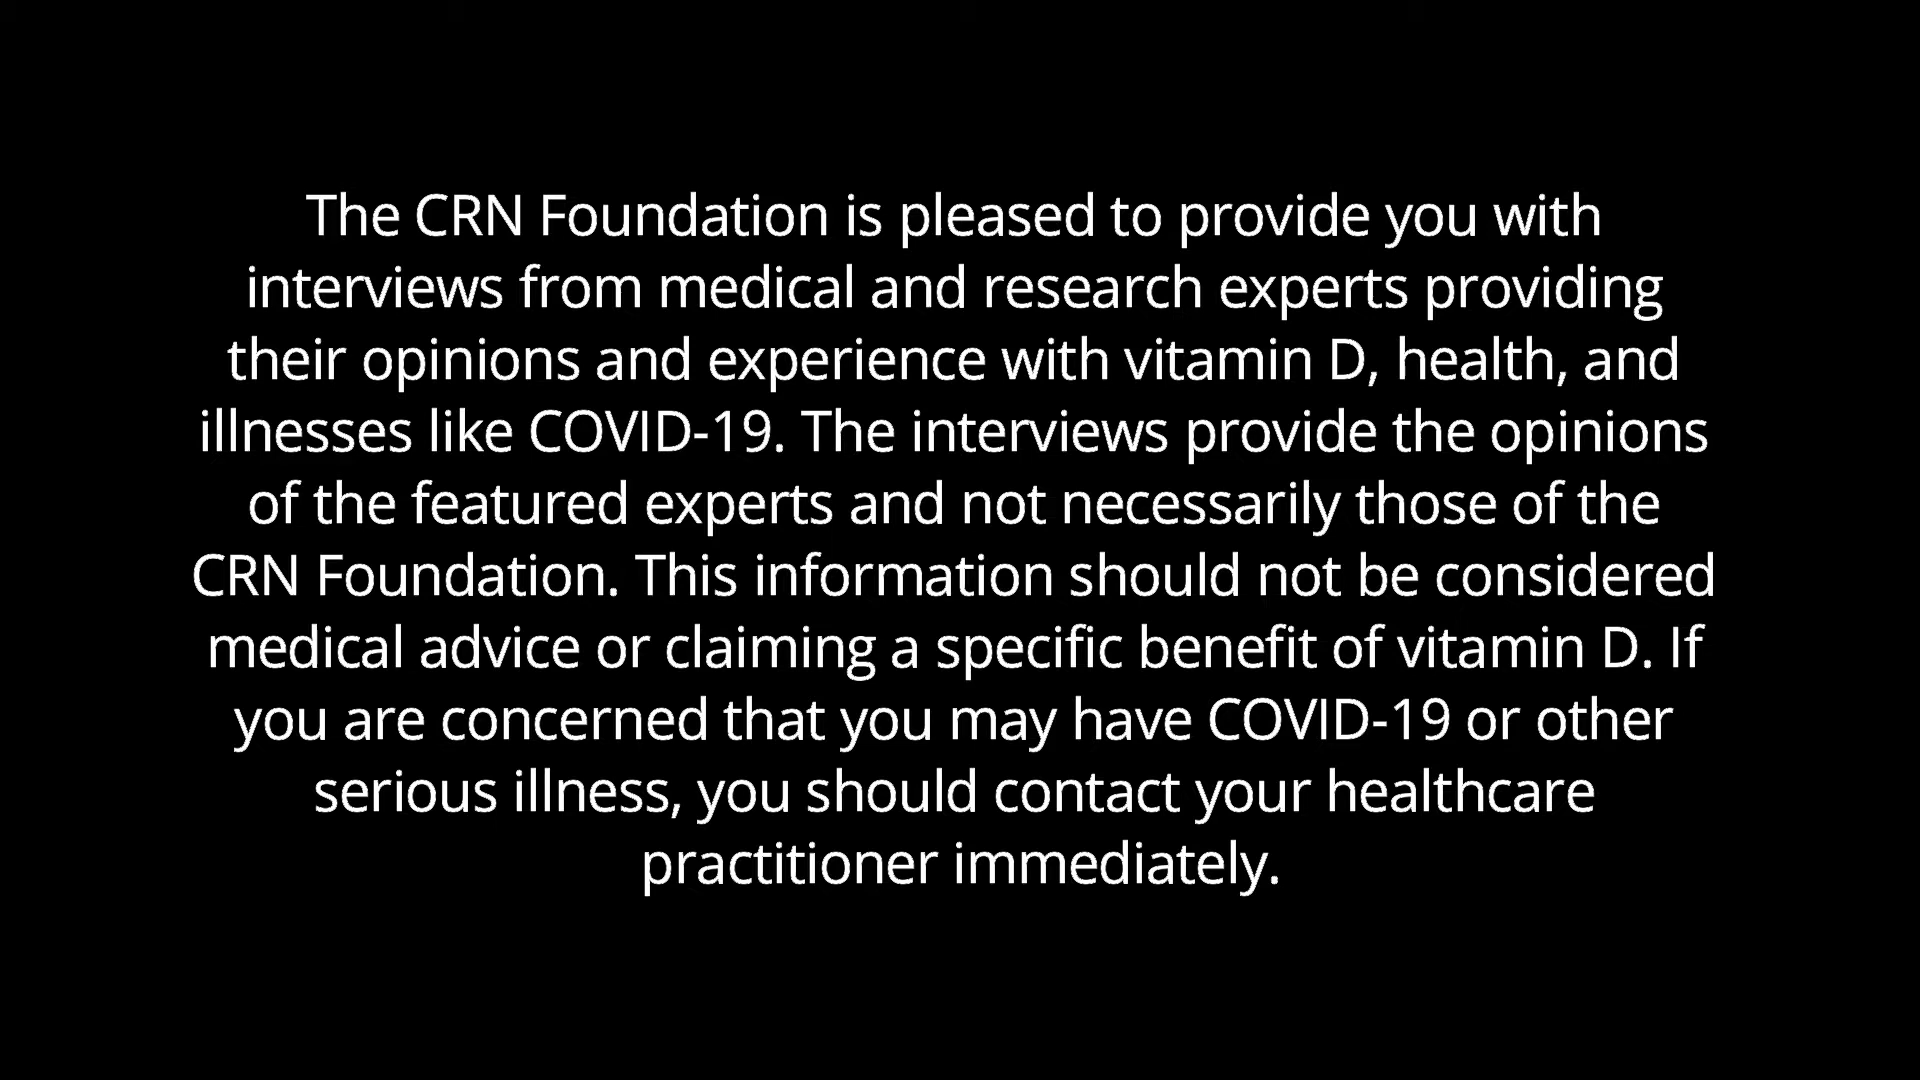 The CRN Foundation is pleased to provide you with
interviews from medical and research experts providing
their opinions and experience with vitamin D, health, and
illnesses like COVID-19. The interviews provide the opinions
of the featured experts and not necessarily those of the
CRN Foundation. This information should not be considered
medical advice or claiming a specific benefit of vitamin D. If
you are concerned that you may have COVID-19 or other
serious illness, you should contact your healthcare
practitioner immediately.